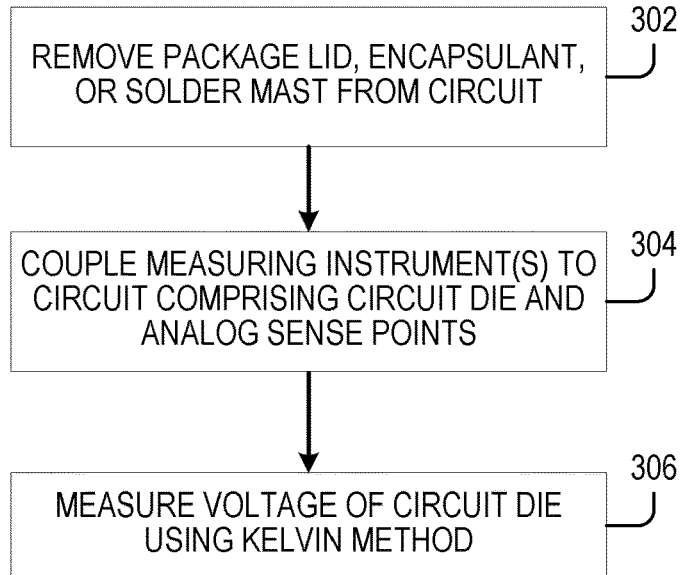 302
REMOVE PACKAGE LID, ENCAPSULANT,
OR SOLDER MAST FROM CIRCUIT
304
COUPLE MEASURING INSTRUMENT(S) TO
CIRCUIT COMPRISING CIRCUIT DIE AND
ANALOG SENSE POINTS
306
MEASURE VOLTAGE OF CIRCUIT DIE
USING KELVIN METHOD